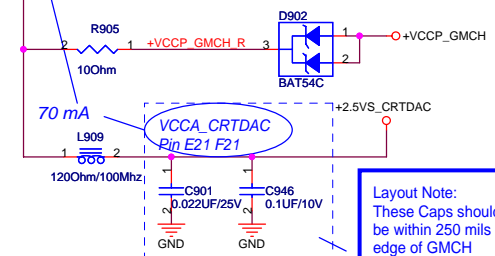 D902
R905
2 1 +VCCP_GMCH_R 3 1 +VCCP_GMCH
2
10Ohm
BAT54C
+2.5VS_CRTDAC
70 mA
VCCA_CRTDAC
Pin E21 F21
L909
1 2
120Ohm/100Mhz
1 1
C901 C946
0.022UF/25V 0.1UF/10V
2 2
GND GND
Layout Note:
These Caps should
be within 250 mils
edge of GMCH